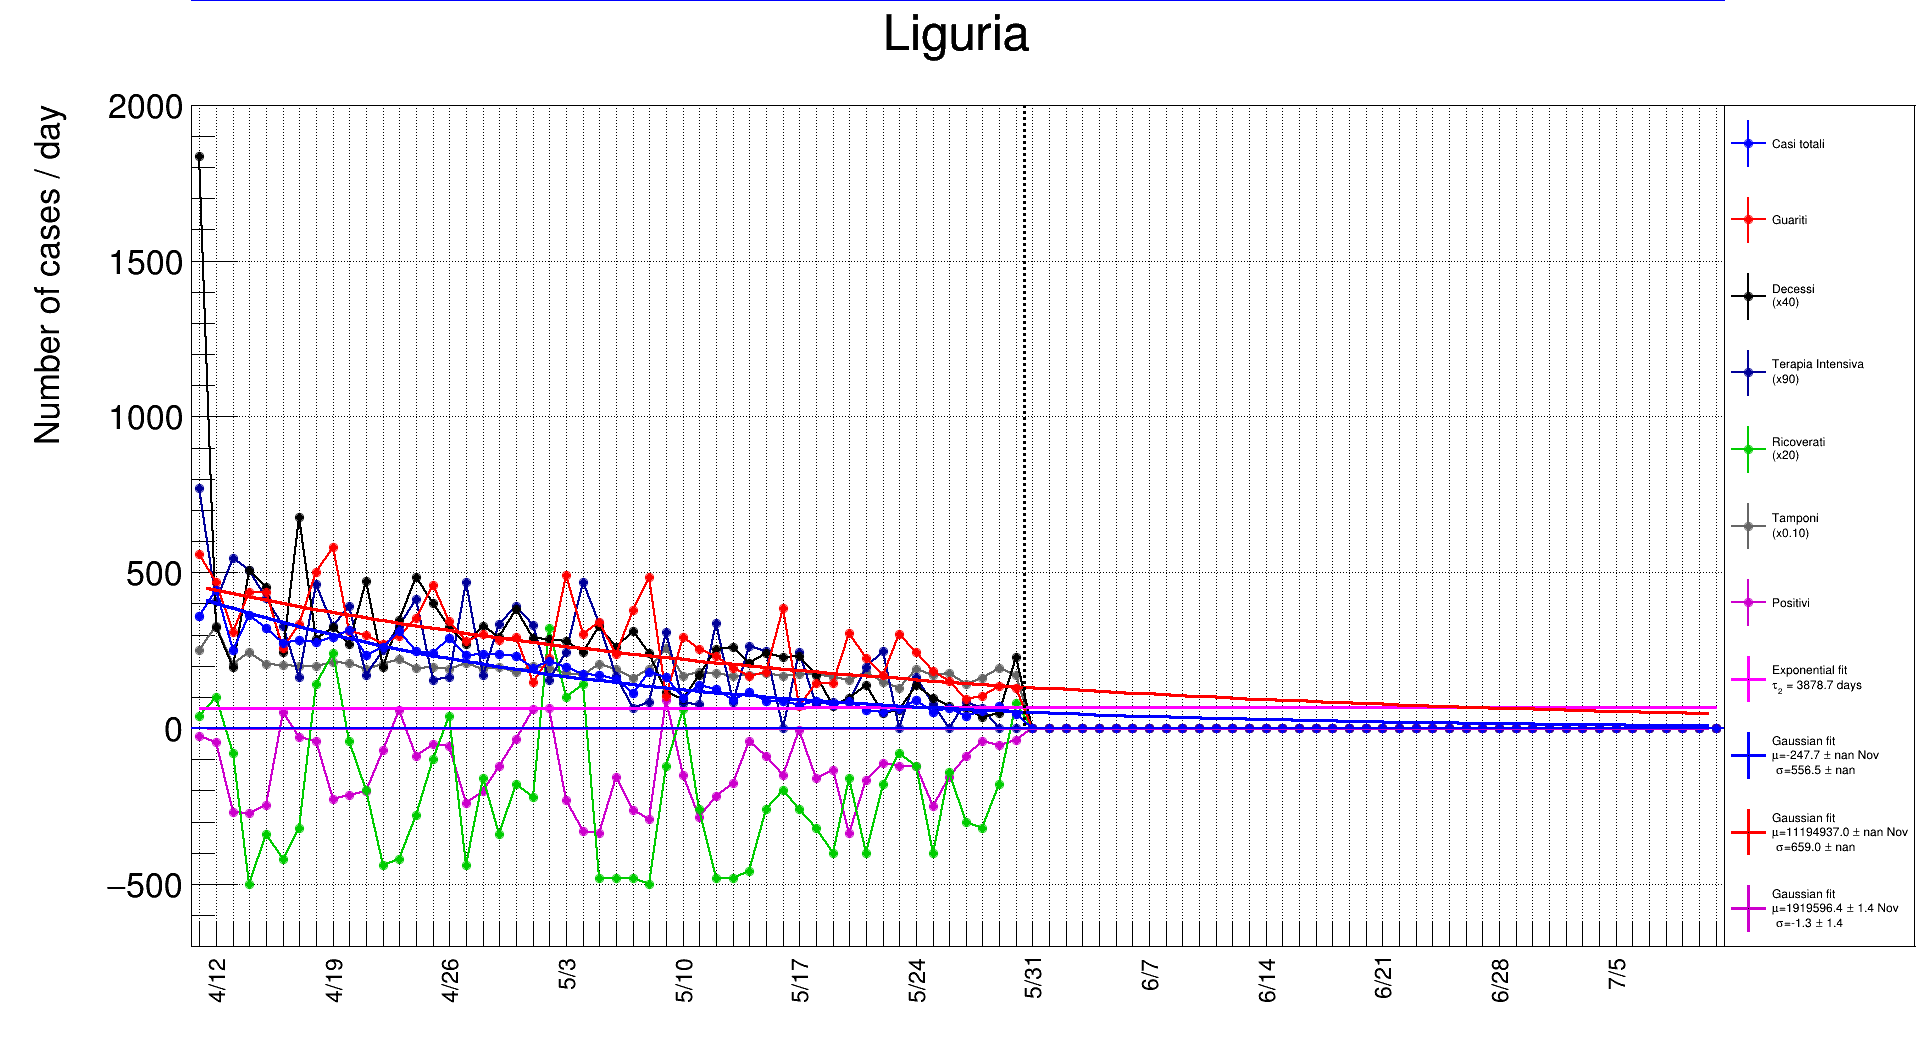 Liguria
Number of cases / day
2000
1500
1000
500
0
−500
4/12
4/19
4/26
5/3
5/10
5/17
5/24
5/31
6/7
6/14
6/21
6/28
7/5
Casi totali
Guariti
Decessi
(x40)
Terapia Intensiva
(x90)
Ricoverati
(x20)
Tamponi
(x0.10)
Positivi
Exponential fit
τ₂ = 3878.7 days
Gaussian fit
μ=-247.7 ± nan Nov
σ=556.5 ± nan
Gaussian fit
μ=11194937.0 ± nan Nov
σ=659.0 ± nan
Gaussian fit
μ=1919596.4 ± 1.4 Nov
σ=-1.3 ± 1.4